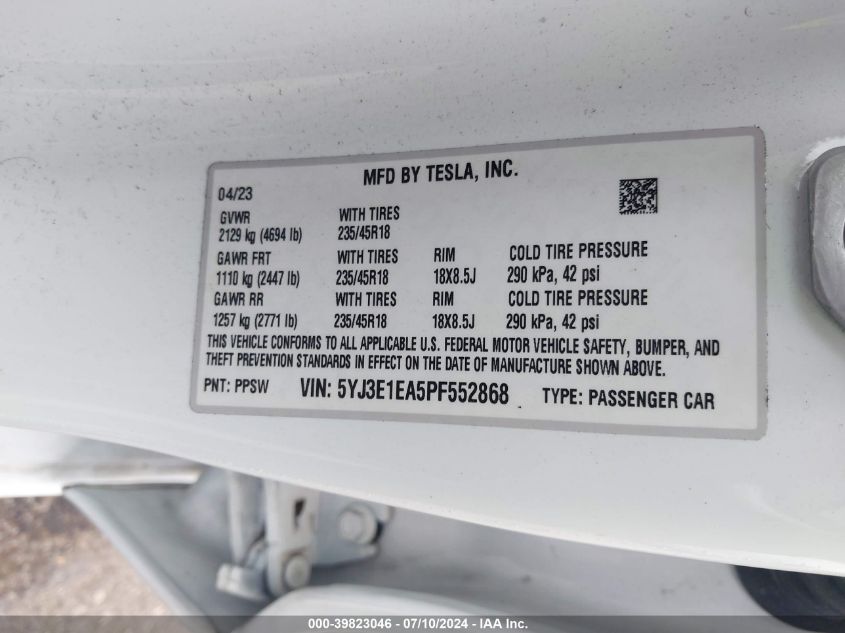 MFD BY TESLA, INC.
04/23
GVWR WITH TIRES
2129 kg (4694 lb) 235/45R18
GAWR FRT WITH TIRES RIM COLD TIRE PRESSURE
1110 kg (2447 lb) 235/45R18 18X8.5J 290 kPa, 42 psi
GAWR RR WITH TIRES RIM COLD TIRE PRESSURE
1257 kg (2771 lb) 235/45R18 18X8.5J 290 kPa, 42 psi
THIS VEHICLE CONFORMS TO ALL APPLICABLE U.S. FEDERAL MOTOR VEHICLE SAFETY, BUMPER, AND
THEFT PREVENTION STANDARDS IN EFFECT ON THE DATE OF MANUFACTURE SHOWN ABOVE.
PNT: PPSW VIN: 5YJ3E1EA5PF552868 TYPE: PASSENGER CAR
000-39823046 - 07/10/2024 - IAA Inc.